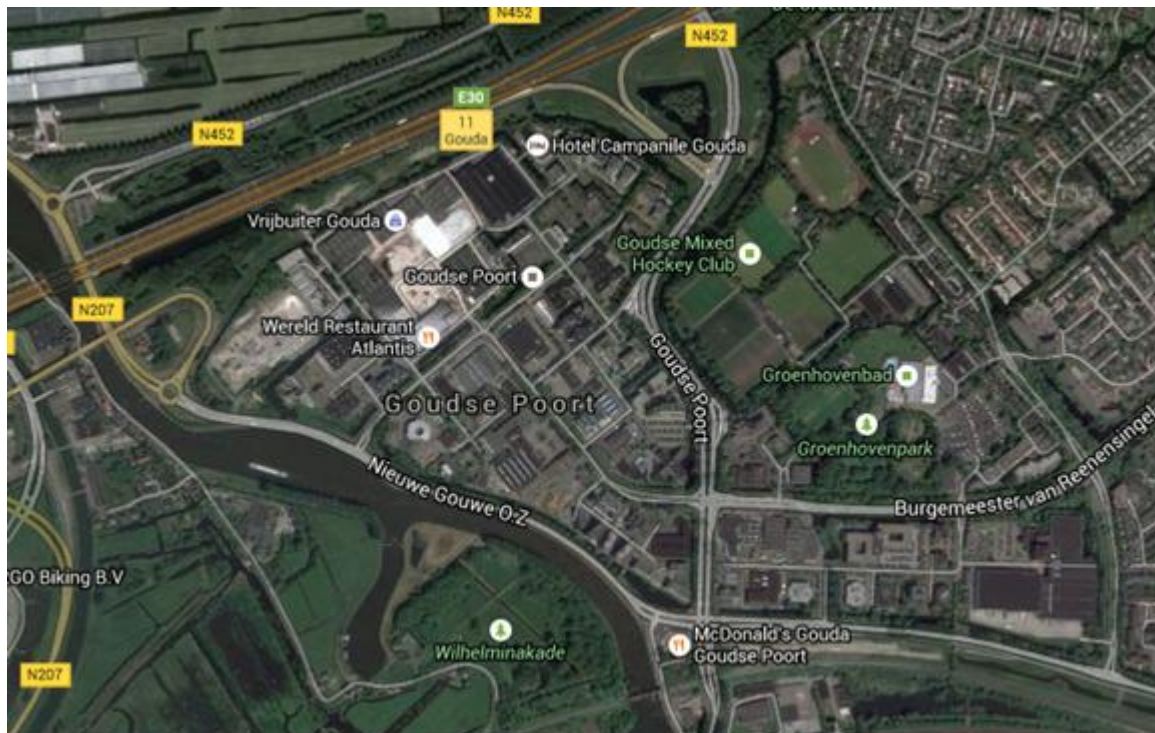 N452
N452
E30
11
Gouda
N452
Hotel Campanile Gouda
Vrijbuiter Gouda
Goudse Mixed
Hockey Club
Goudse Poort
N207
Wereld Restaurant
Atlantis
Goudse Poort
Groenhovenbad
Goudse Poort
Groenhovenpark
Nieuwe Gouwe O.Z
Burgemeester van Reenensingel
GO Biking B.V
Wilhelminakade
McDonald's Gouda
Goudse Poort
N207